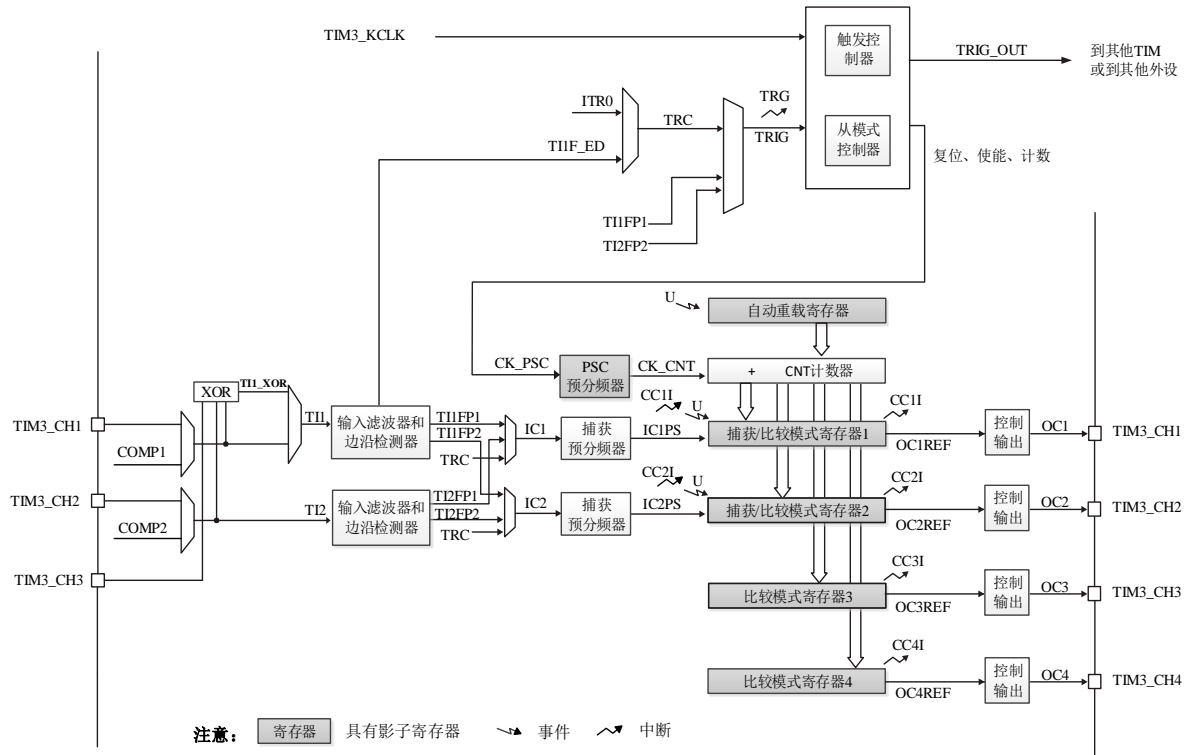 TIM3_KCLK
触发控
制器
TRIG_OUT
到其他TIM
或到其他外设
ITR0
TRC
TI1F_ED
TRG
TRIG
从模式
控制器
复位、使能、计数
TI1FP1
TI2FP2
U
自动重载寄存器
CK_PSC
PSC
预分频器
CK_CNT
+ CNT计数器
XOR
TI1_XOR
TIM3_CH1
COMP1
TI1
输入滤波器和
边沿检测器
TI1FP1
TI1FP2
TRC
IC1
捕获
预分频器
IC1PS
CC1I
U
捕获/比较模式寄存器1
CC1I
OC1REF
控制
输出
OC1
TIM3_CH1
TIM3_CH2
COMP2
TI2
输入滤波器和
边沿检测器
TI2FP1
TI2FP2
TRC
IC2
捕获
预分频器
IC2PS
CC2I
U
捕获/比较模式寄存器2
CC2I
OC2REF
控制
输出
OC2
TIM3_CH2
TIM3_CH3
比较模式寄存器3
CC3I
OC3REF
控制
输出
OC3
TIM3_CH3
比较模式寄存器4
CC4I
OC4REF
控制
输出
OC4
TIM3_CH4
注意：
寄存器
具有影子寄存器
事件
中断